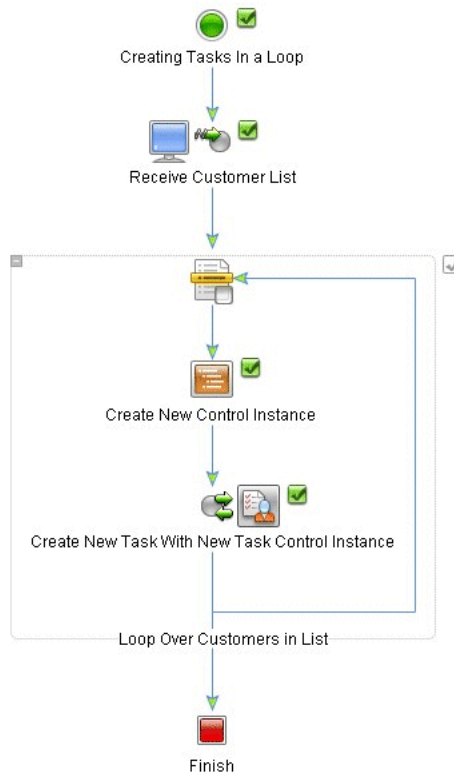 Creating Tasks In a Loop
Receive Customer List
Create New Control Instance
Create New Task With New Task Control Instance
Loop Over Customers in List
Finish